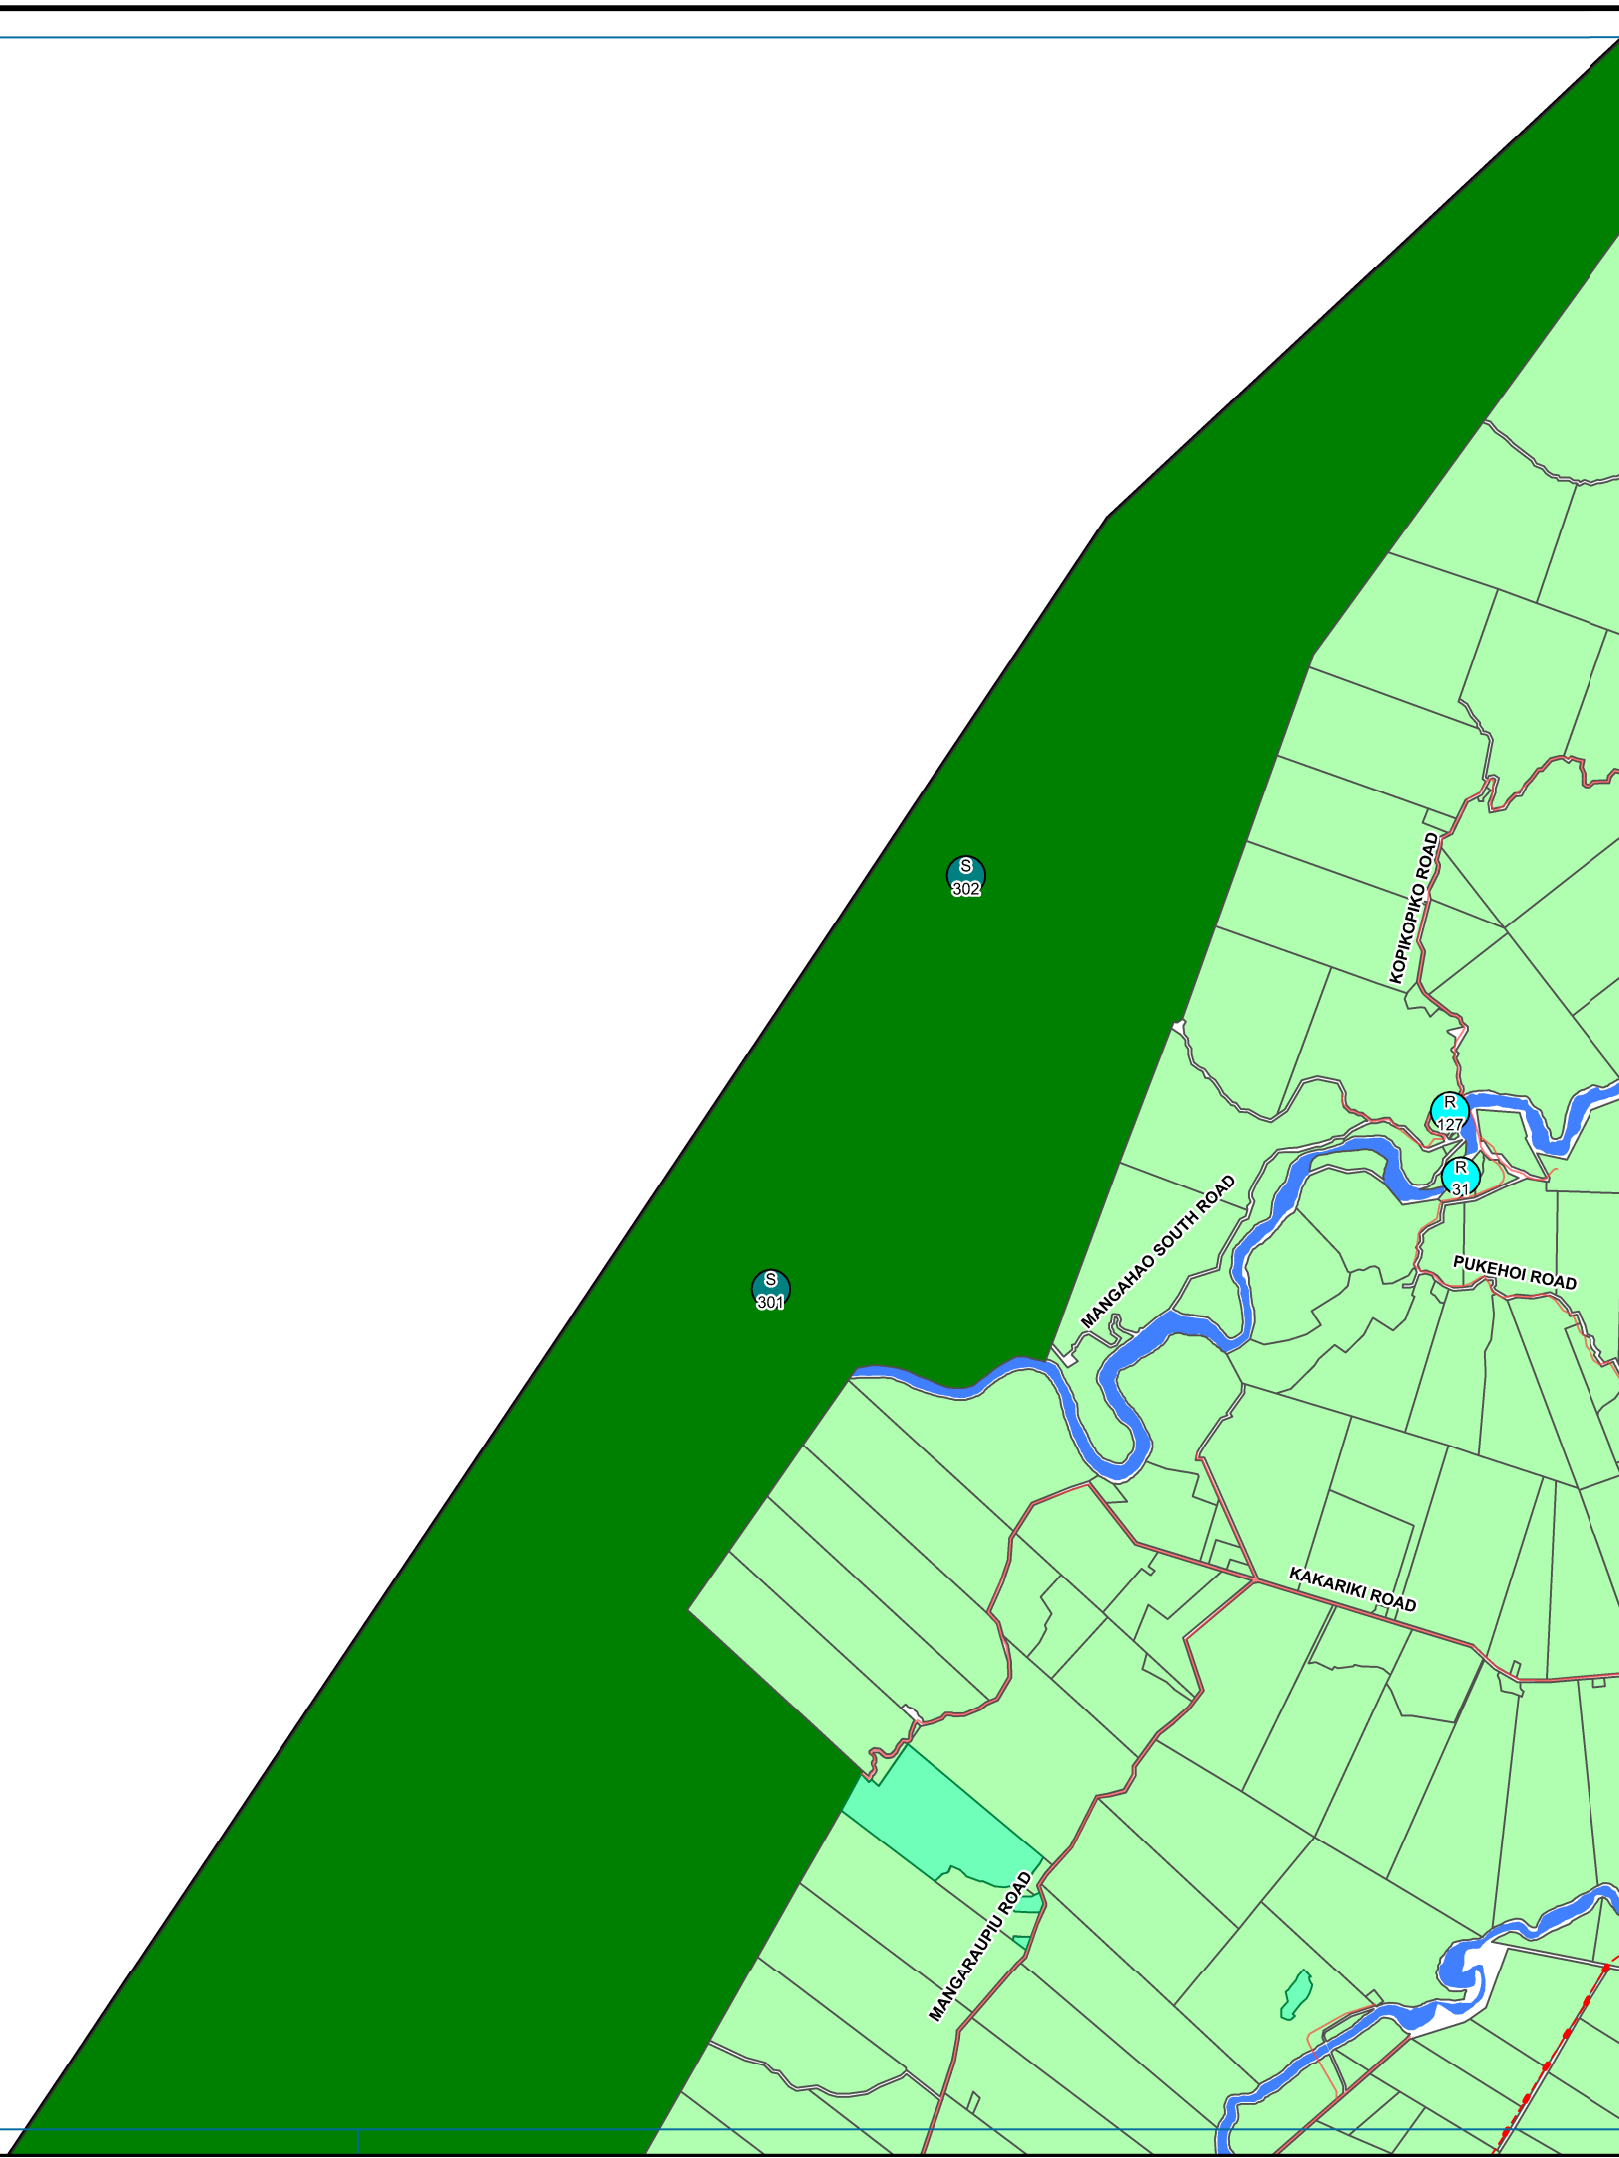 S
302
KOPIKOPIKO ROAD
R
127
R
31
MANGAHAO SOUTH ROAD
PUKEHOI ROAD
S
301
KAKARIKI ROAD
MANGARAUPIU ROAD